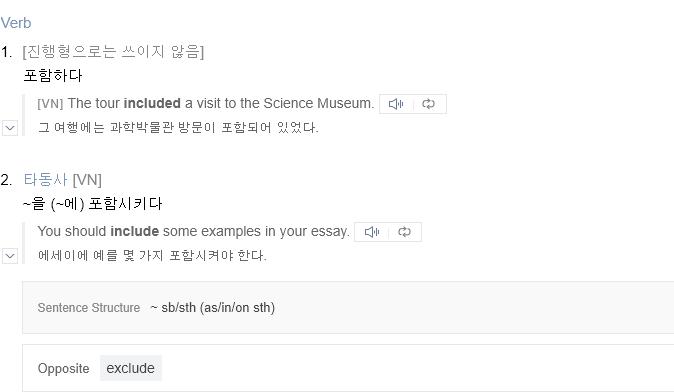 Verb
1. [진행형으로는 쓰이지 않음]
포함하다
[VN] The tour included a visit to the Science Museum.
그 여행에는 과학박물관 방문이 포함되어 있었다.
2. 타동사 [VN]
~을 (~에) 포함시키다
You should include some examples in your essay.
에세이에 예를 몇 가지 포함시켜야 한다.
Sentence Structure ~ sb/sth (as/in/on sth)
Opposite exclude